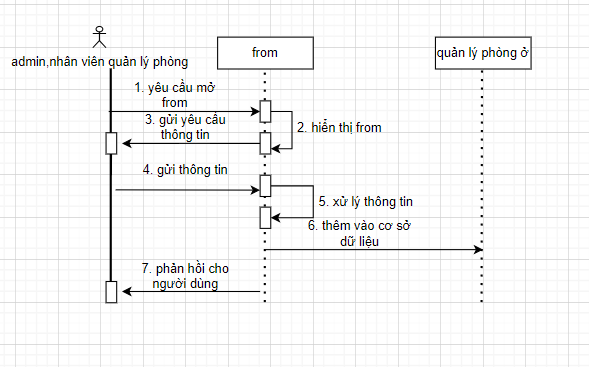 from
quản lý phòng ở
admin,nhân viên quản lý phòng
1. yêu cầu mở
from
2. hiển thị from
3. gửi yêu cầu
thông tin
4. gửi thông tin
5. xử lý thông tin
6. thêm vào cơ sở
dữ liệu
7. phản hồi cho
người dùng